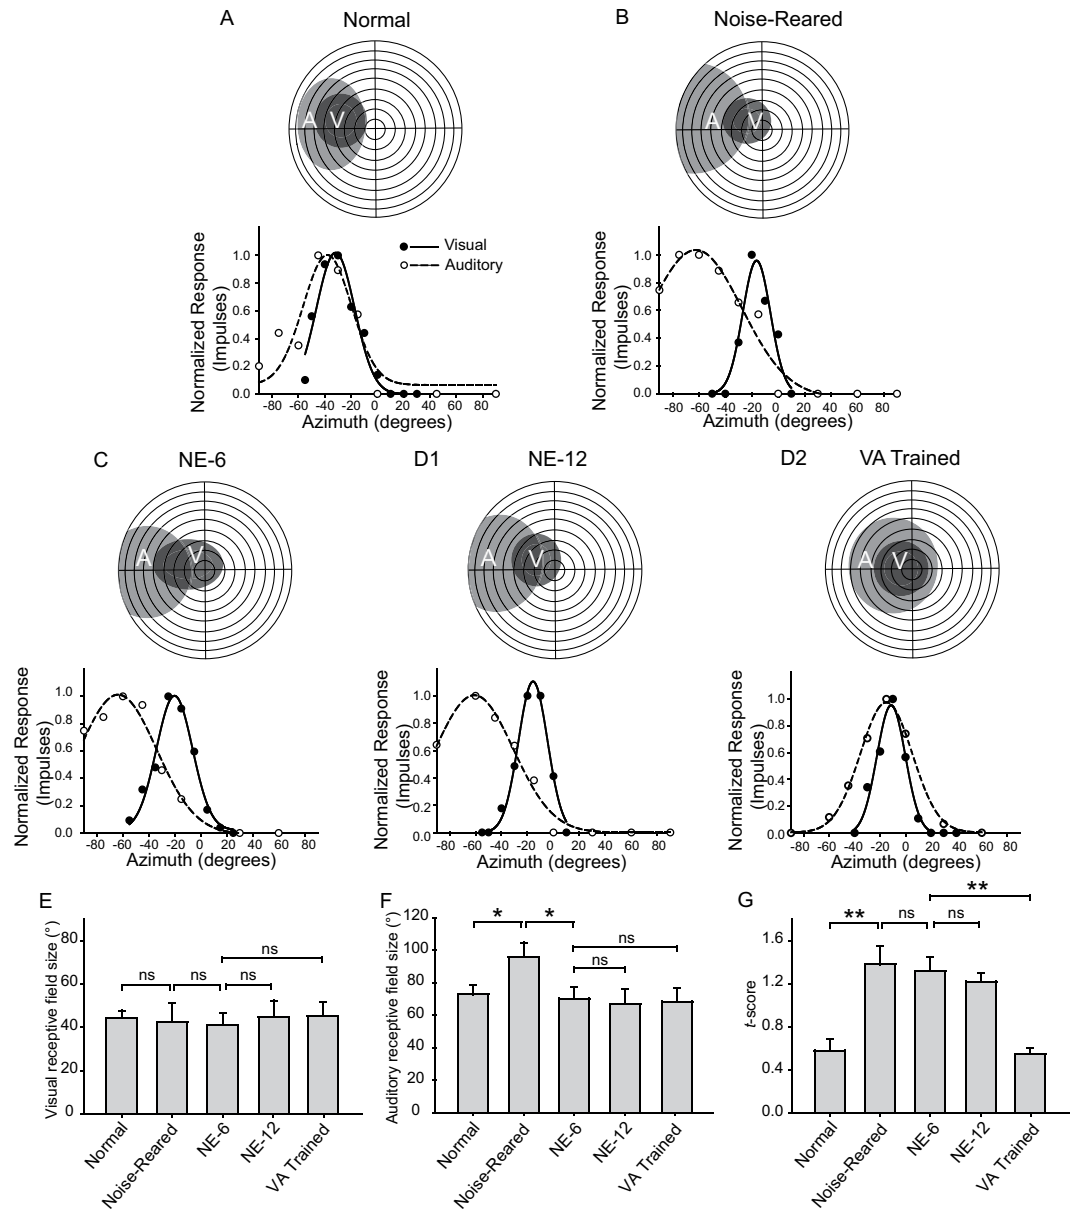 A
Normal
B
Noise-Reared
A V
A V
Normalized Response
(Impulses)
1.0
0.8
0.6
0.4
0.2
0.0
-80 -60 -40 -20 0 20 40 60 80
Azimuth (degrees)
Visual
Auditory
Normalized Response
(Impulses)
1.0
0.8
0.6
0.4
0.2
0.0
-80 -60 -40 -20 0 20 40 60 80
Azimuth (degrees)
C
NE-6
D1
NE-12
D2
VA Trained
A V
A V
A V
Normalized Response
(Impulses)
1.0
0.8
0.6
0.4
0.2
0.0
-80 -60 -40 -20 0 20 40 60 80
Azimuth (degrees)
Normalized Response
(Impulses)
1.0
0.8
0.6
0.4
0.2
0.0
-80 -60 -40 -20 0 20 40 60 80
Azimuth (degrees)
Normalized Response
(Impulses)
1.0
0.8
0.6
0.4
0.2
0.0
-80 -60 -40 -20 0 20 40 60 80
Azimuth (degrees)
E
Visual receptive field size (°)
80
60
40
20
0
ns
ns ns ns
Normal
Noise-Reared
NE-6
NE-12
VA Trained
F
Auditory receptive field size (°)
120
100
80
60
40
20
0
* *
ns
ns
Normal
Noise-Reared
NE-6
NE-12
VA Trained
G
t-score
1.6
1.2
0.8
0.4
0.0
**
** ns ns
Normal
Noise-Reared
NE-6
NE-12
VA Trained